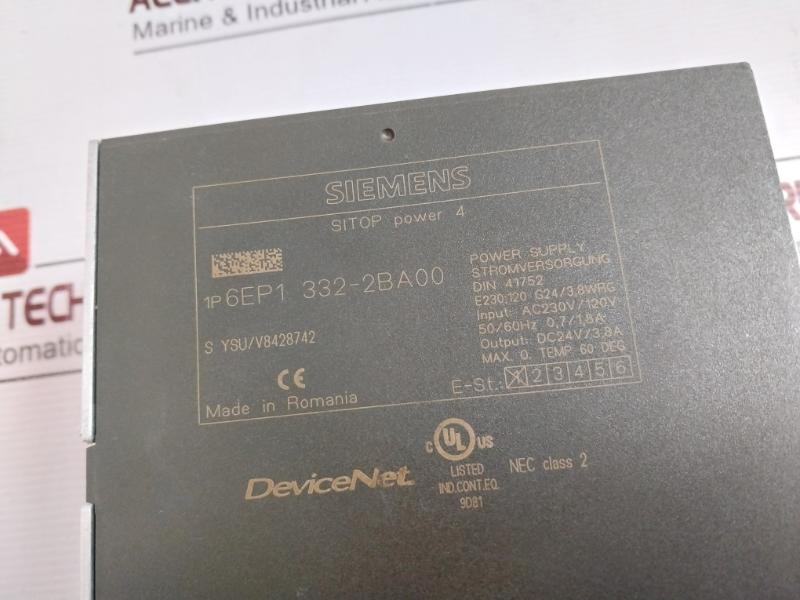 Marine & Industrial
SIEMENS
SITOP power 4
1P 6EP1 332-2BA00
S YSU/V8428742
CE
Made in Romania
POWER SUPPLY
STROMVERSORGUNG
DIN 41752
E230/120 G24/3,8WRG
Input: AC230V/120V
50/60Hz 0,7/1,8A
Output: DC24V/3,8A
MAX. O. TEMP 60 DEG
E-St.: X 2 3 4 5 6
DeviceNet
C UL US
LISTED
IND.CONT.EQ.
9D81
NEC class 2
TECH
utomation